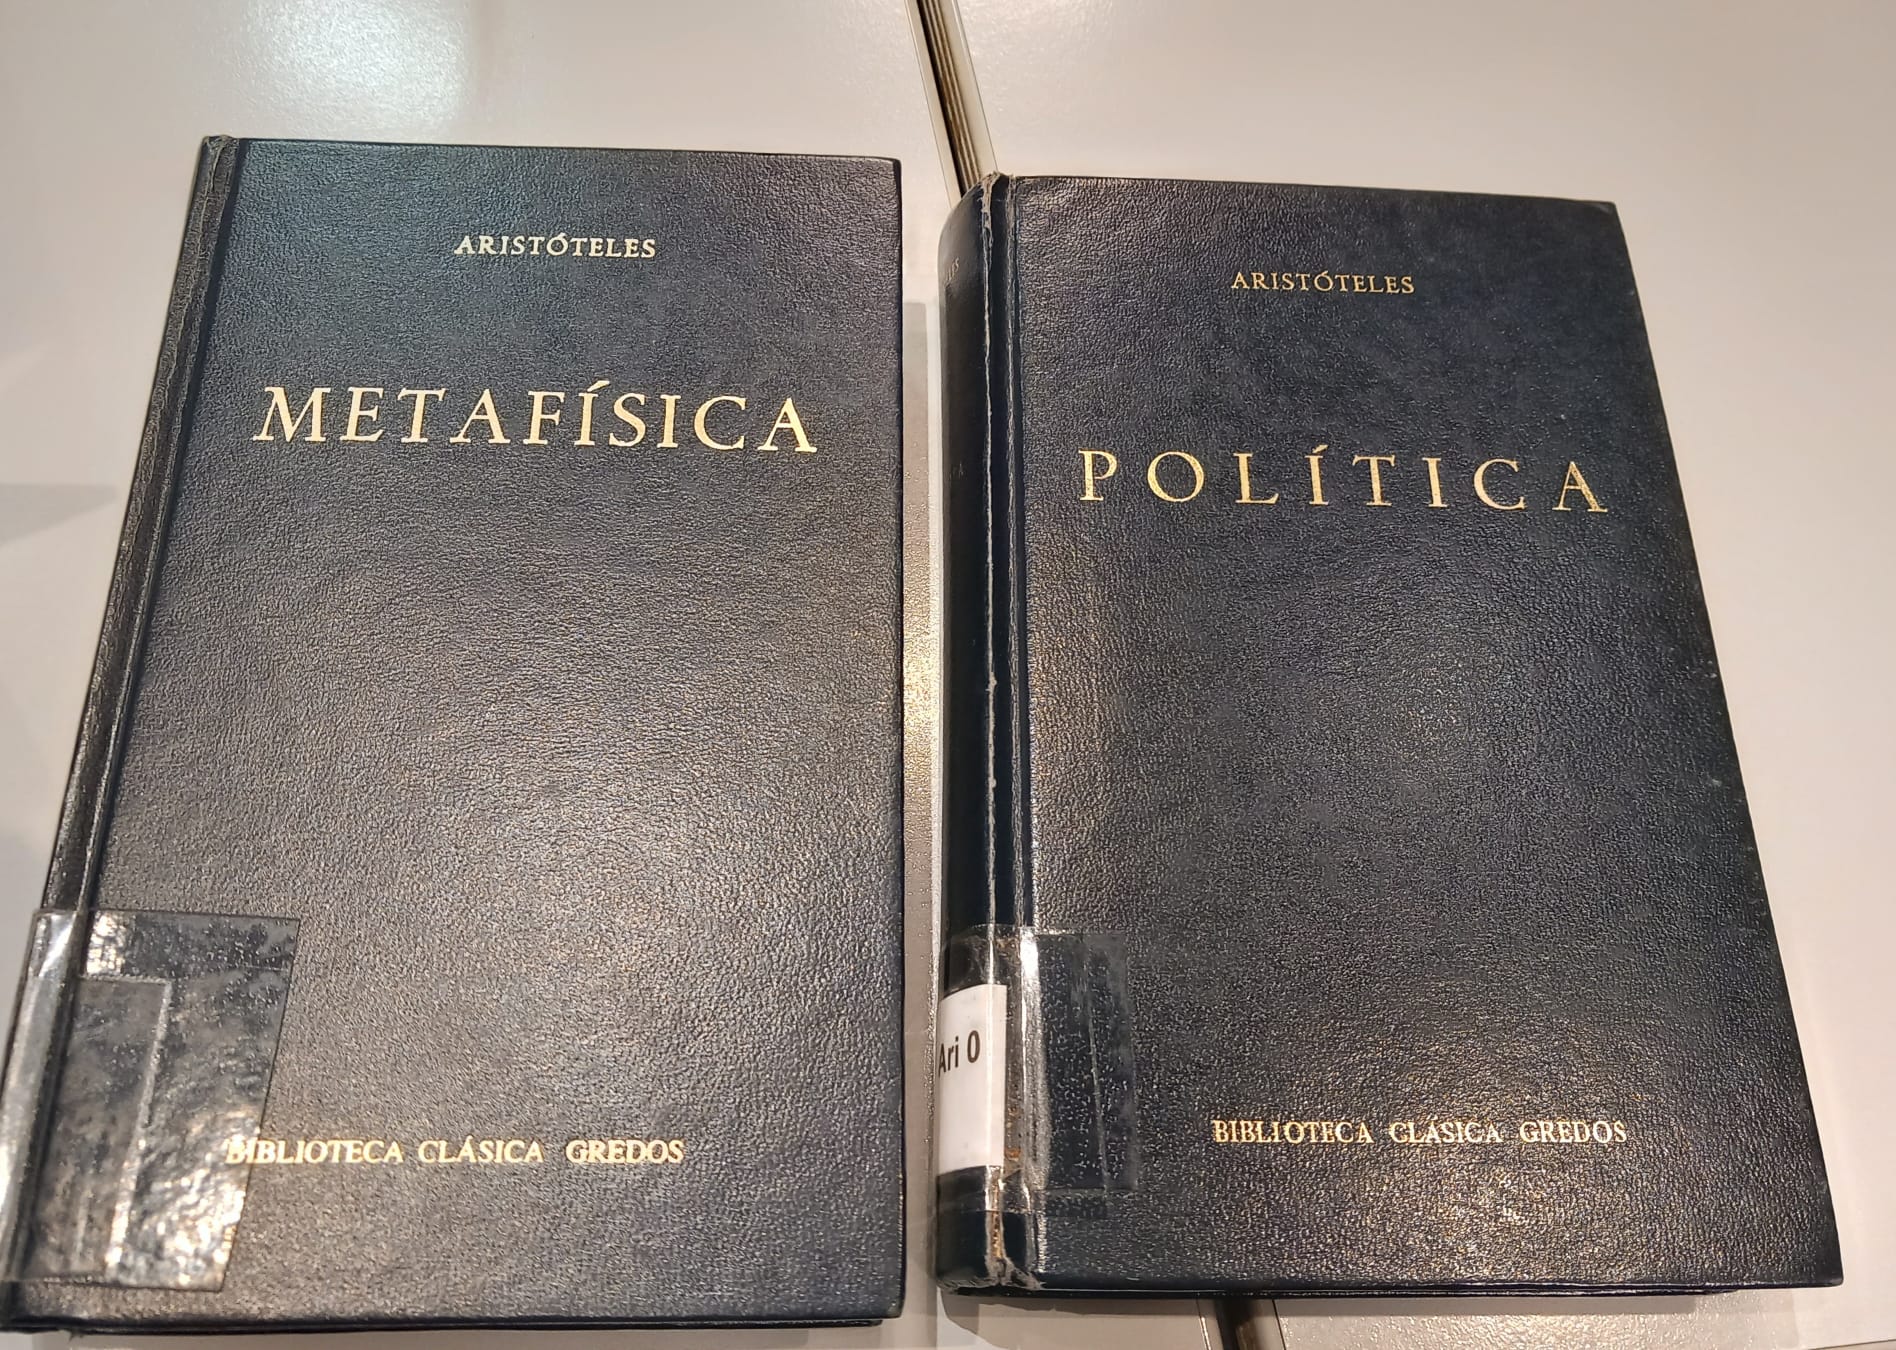 ARISTÓTELES
METAFÍSICA
BIBLIOTECA CLÁSICA GREDOS
ARISTÓTELES
POLÍTICA
BIBLIOTECA CLÁSICA GREDOS
Ari 0